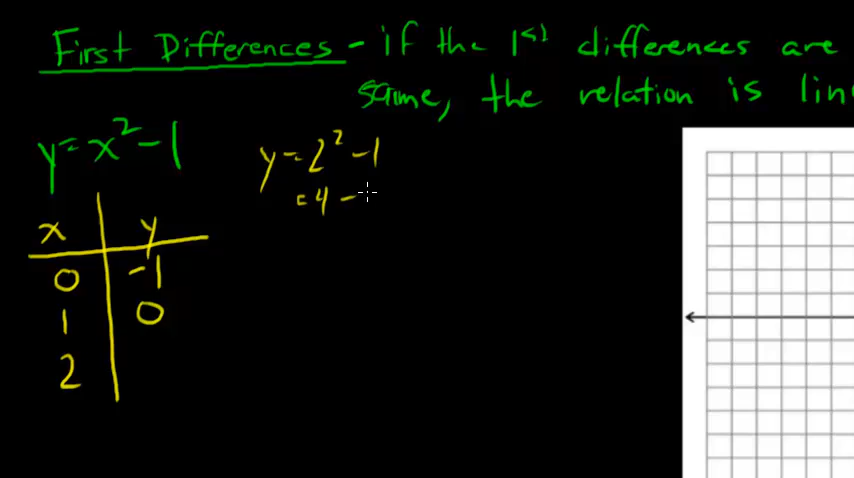 First Differences - if the 1st differences are
same, the relation is
y=x²-1
y=2²-1
=4-
x y
0 -1
1 0
2